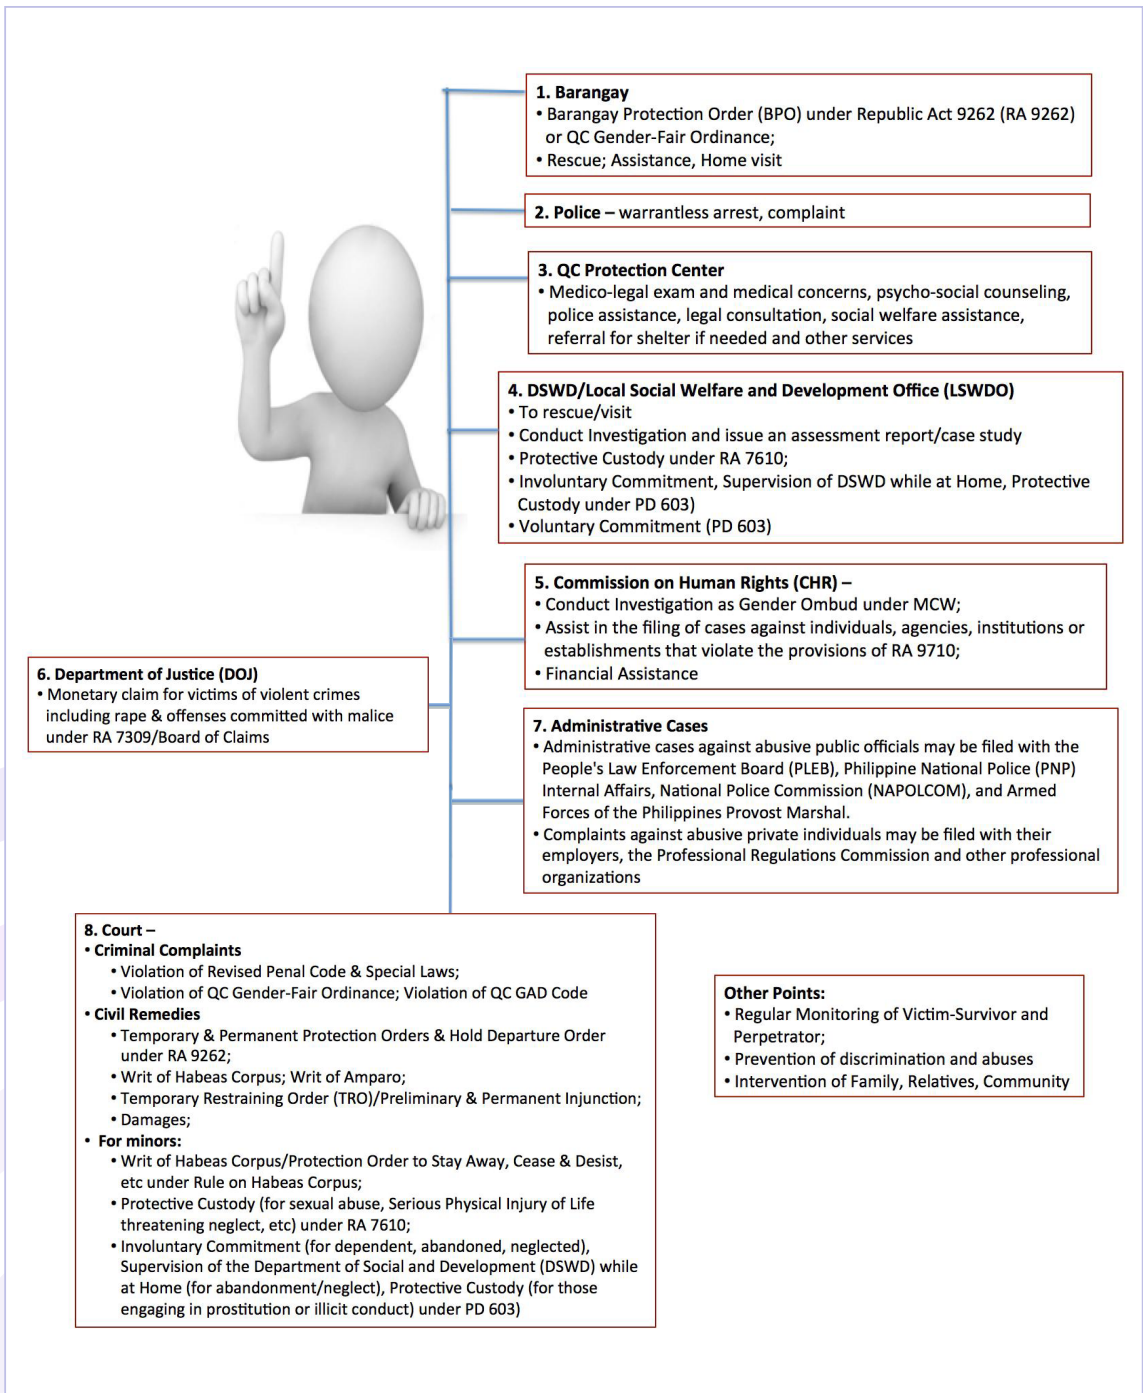 1. Barangay
• Barangay Protection Order (BPO) under Republic Act 9262 (RA 9262)
or QC Gender-Fair Ordinance;
• Rescue; Assistance, Home visit
2. Police – warrantless arrest, complaint
3. QC Protection Center
• Medico-legal exam and medical concerns, psycho-social counseling,
police assistance, legal consultation, social welfare assistance,
referral for shelter if needed and other services
4. DSWD/Local Social Welfare and Development Office (LSWDO)
• To rescue/visit
• Conduct Investigation and issue an assessment report/case study
• Protective Custody under RA 7610;
• Involuntary Commitment, Supervision of DSWD while at Home, Protective
Custody under PD 603)
• Voluntary Commitment (PD 603)
5. Commission on Human Rights (CHR) –
• Conduct Investigation as Gender Ombud under MCW;
• Assist in the filing of cases against individuals, agencies, institutions or
establishments that violate the provisions of RA 9710;
• Financial Assistance
6. Department of Justice (DOJ)
• Monetary claim for victims of violent crimes
including rape & offenses committed with malice
under RA 7309/Board of Claims
7. Administrative Cases
• Administrative cases against abusive public officials may be filed with the
People's Law Enforcement Board (PLEB), Philippine National Police (PNP)
Internal Affairs, National Police Commission (NAPOLCOM), and Armed
Forces of the Philippines Provost Marshal.
• Complaints against abusive private individuals may be filed with their
employers, the Professional Regulations Commission and other professional
organizations
8. Court –
• Criminal Complaints
• Violation of Revised Penal Code & Special Laws;
• Violation of QC Gender-Fair Ordinance; Violation of QC GAD Code
• Civil Remedies
• Temporary & Permanent Protection Orders & Hold Departure Order
under RA 9262;
• Writ of Habeas Corpus; Writ of Amparo;
• Temporary Restraining Order (TRO)/Preliminary & Permanent Injunction;
• Damages;
• For minors:
• Writ of Habeas Corpus/Protection Order to Stay Away, Cease & Desist,
etc under Rule on Habeas Corpus;
• Protective Custody (for sexual abuse, Serious Physical Injury of Life
threatening neglect, etc) under RA 7610;
• Involuntary Commitment (for dependent, abandoned, neglected),
Supervision of the Department of Social and Development (DSWD) while
at Home (for abandonment/neglect), Protective Custody (for those
engaging in prostitution or illicit conduct) under PD 603)
Other Points:
• Regular Monitoring of Victim-Survivor and
Perpetrator;
• Prevention of discrimination and abuses
• Intervention of Family, Relatives, Community